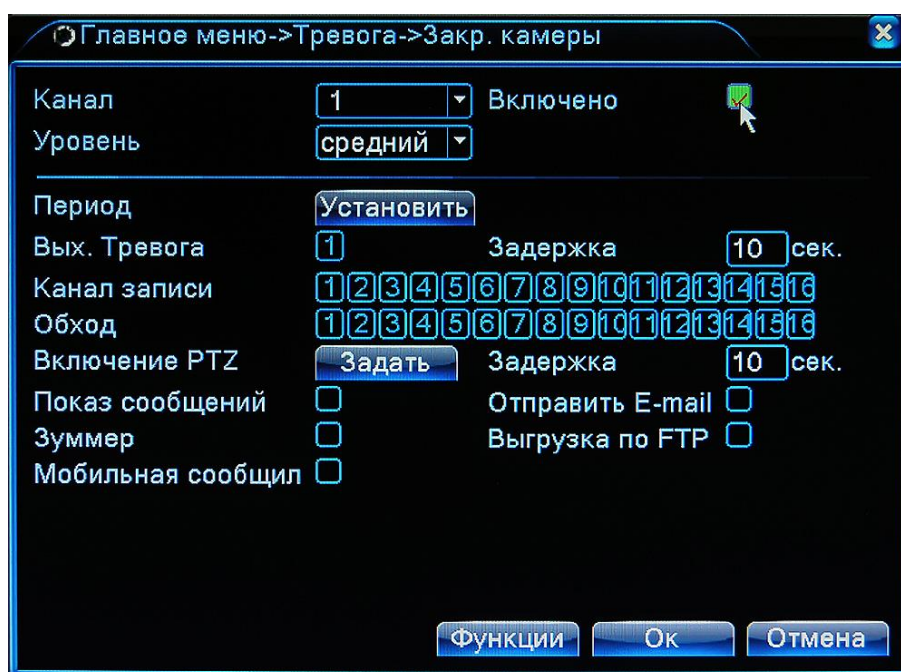 Главное меню->Тревога->Закр. камеры
Канал 1 Включено
Уровень средний
Период Установить
Вых. Тревога 1 Задержка 10 сек.
Канал записи 1 2 3 4 5 6 7 8 9 10 11 12 13 14 15 16
Обход 1 2 3 4 5 6 7 8 9 10 11 12 13 14 15 16
Включение PTZ Задать Задержка 10 сек.
Показ сообщений Отправить E-mail
Зуммер Выгрузка по FTP
Мобильная сообщил
Функции Ок Отмена